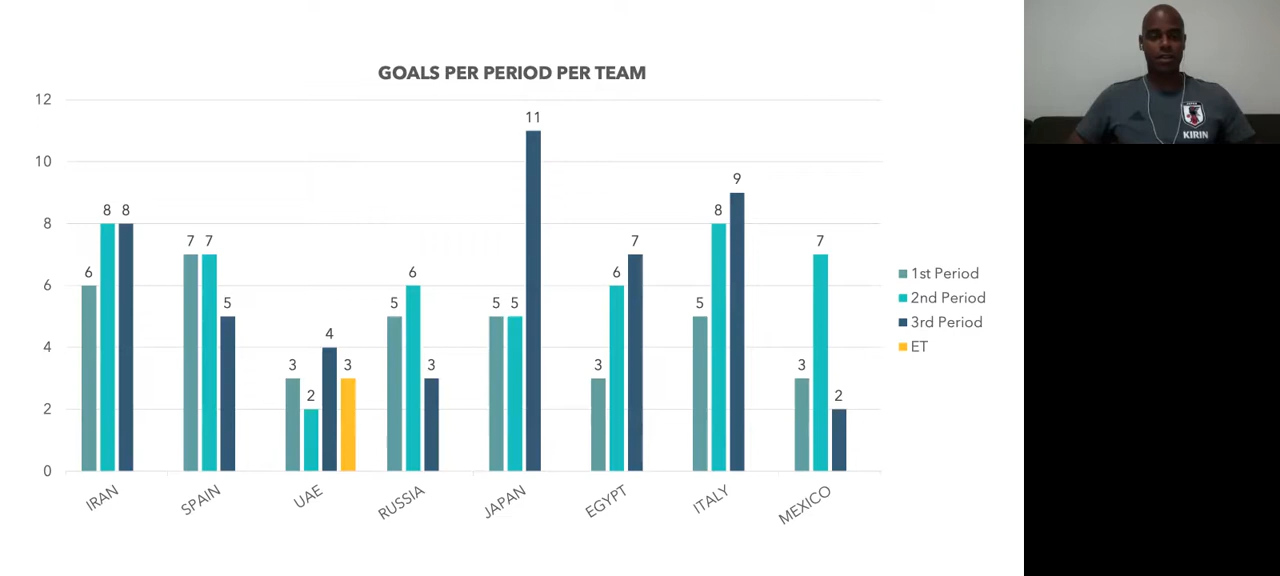 GOALS PER PERIOD PER TEAM
12
10
8
6
4
2
0
6 8 8
7 7 5
3 2 4 3
5 6 3
5 5 11
3 6 7
5 8 9
3 7 2
IRAN
SPAIN
UAE
RUSSIA
JAPAN
EGYPT
ITALY
MEXICO
1st Period
2nd Period
3rd Period
ET
KIRIN